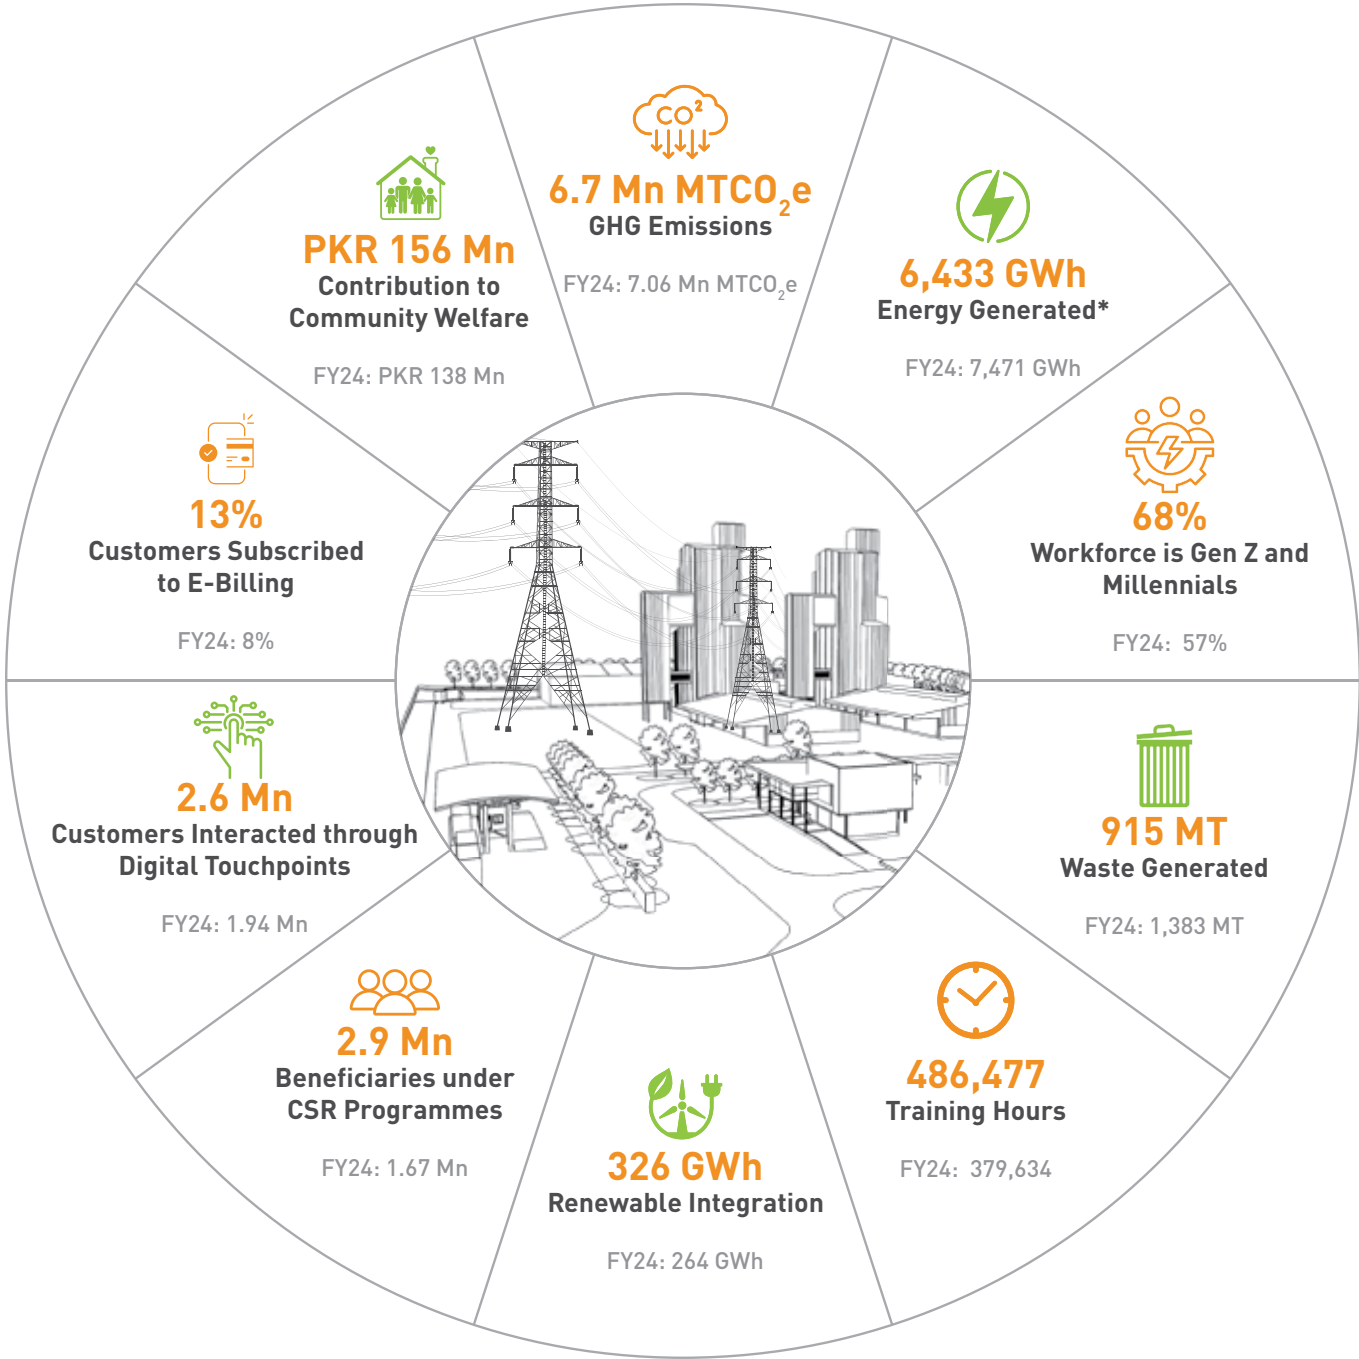 CO²
6.7 Mn MTCO₂e
GHG Emissions
FY24: 7.06 Mn MTCO₂e
6,433 GWh
Energy Generated*
FY24: 7,471 GWh
68%
Workforce is Gen Z and
Millennials
FY24: 57%
915 MT
Waste Generated
FY24: 1,383 MT
486,477
Training Hours
FY24: 379,634
326 GWh
Renewable Integration
FY24: 264 GWh
2.9 Mn
Beneficiaries under
CSR Programmes
FY24: 1.67 Mn
2.6 Mn
Customers Interacted through
Digital Touchpoints
FY24: 1.94 Mn
13%
Customers Subscribed
to E-Billing
FY24: 8%
PKR 156 Mn
Contribution to
Community Welfare
FY24: PKR 138 Mn